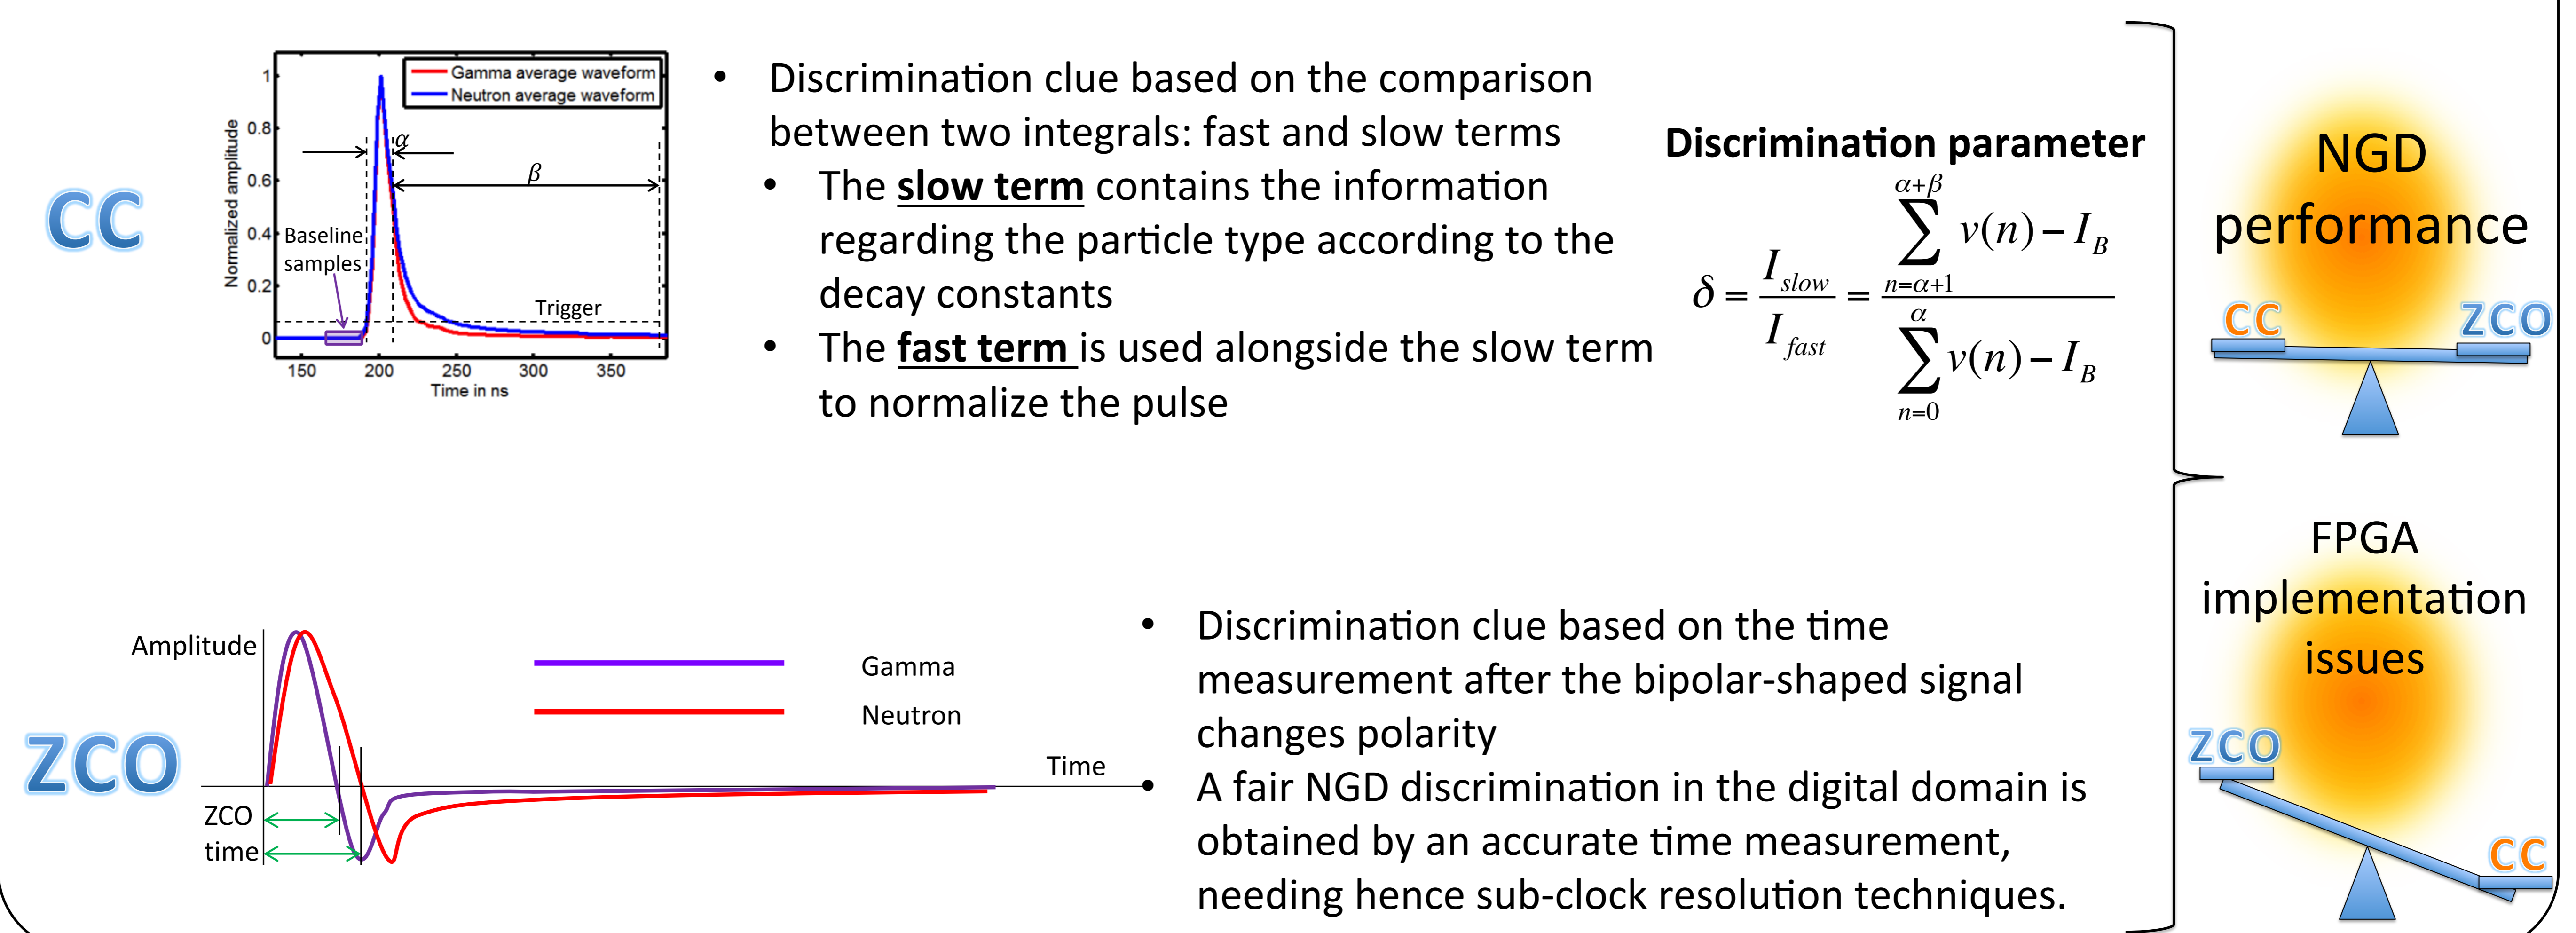 CC
Gamma average waveform
Neutron average waveform
Normalized amplitude
1
0.8
0.6
0.4
0.2
0
α
β
Baseline
samples
Trigger
150 200 250 300 350
Time in ns
• Discrimination clue based on the comparison
between two integrals: fast and slow terms
• The slow term contains the information
regarding the particle type according to the
decay constants
• The fast term is used alongside the slow term
to normalize the pulse
Discrimination parameter
δ = I_slow / I_fast = \frac{\sum_{n=α+1}^{α+β} v(n) − I_B}{\sum_{n=0}^{α} v(n) − I_B}
NGD
performance
CC
ZCO
ZCO
Amplitude
Gamma
Neutron
Time
ZCO
time
• Discrimination clue based on the time
measurement after the bipolar-shaped signal
changes polarity
• A fair NGD discrimination in the digital domain is
obtained by an accurate time measurement,
needing hence sub-clock resolution techniques.
FPGA
implementation
issues
ZCO
CC